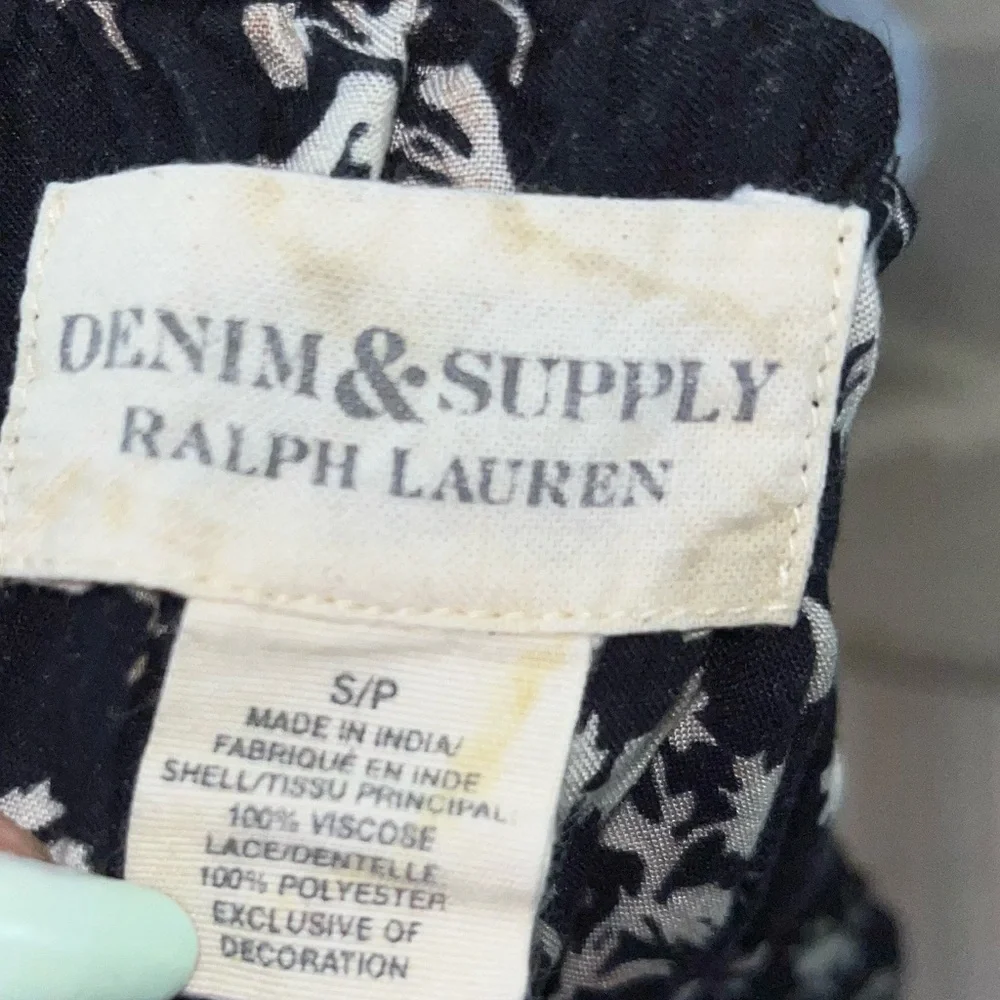 DENIM & SUPPLY
RALPH LAUREN
S/P
MADE IN INDIA/
FABRIQUÉ EN INDE
SHELL/TISSU PRINCIPAL:
100% VISCOSE
LACE/DENTELLE
100% POLYESTER
EXCLUSIVE OF
DECORATION